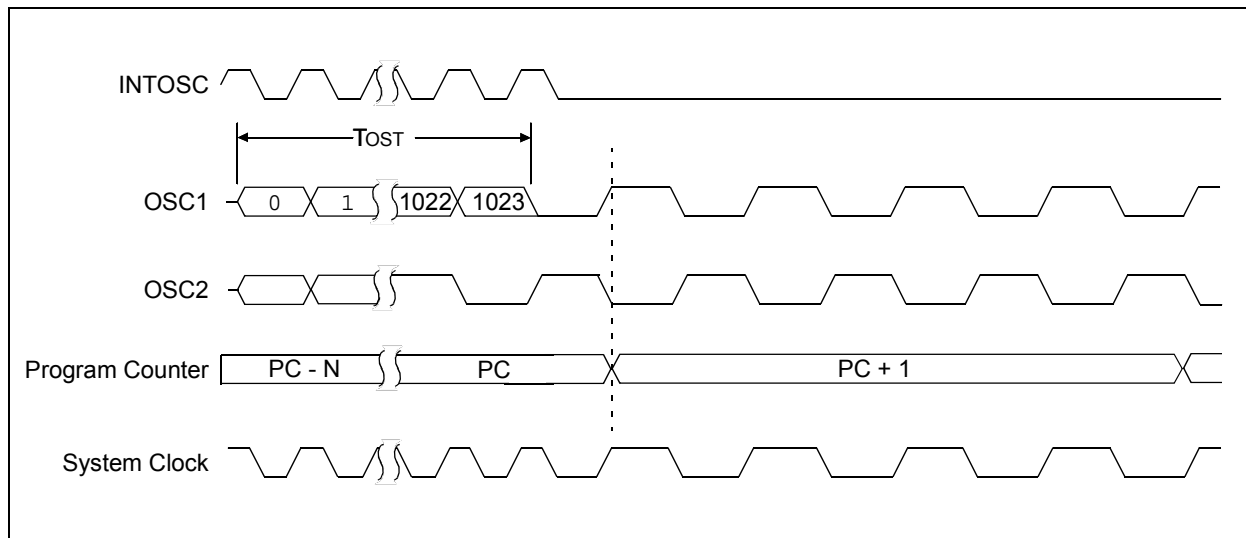 INTOSC
TOST
OSC1 0 1 1022 1023
OSC2
Program Counter PC - N PC PC + 1
System Clock